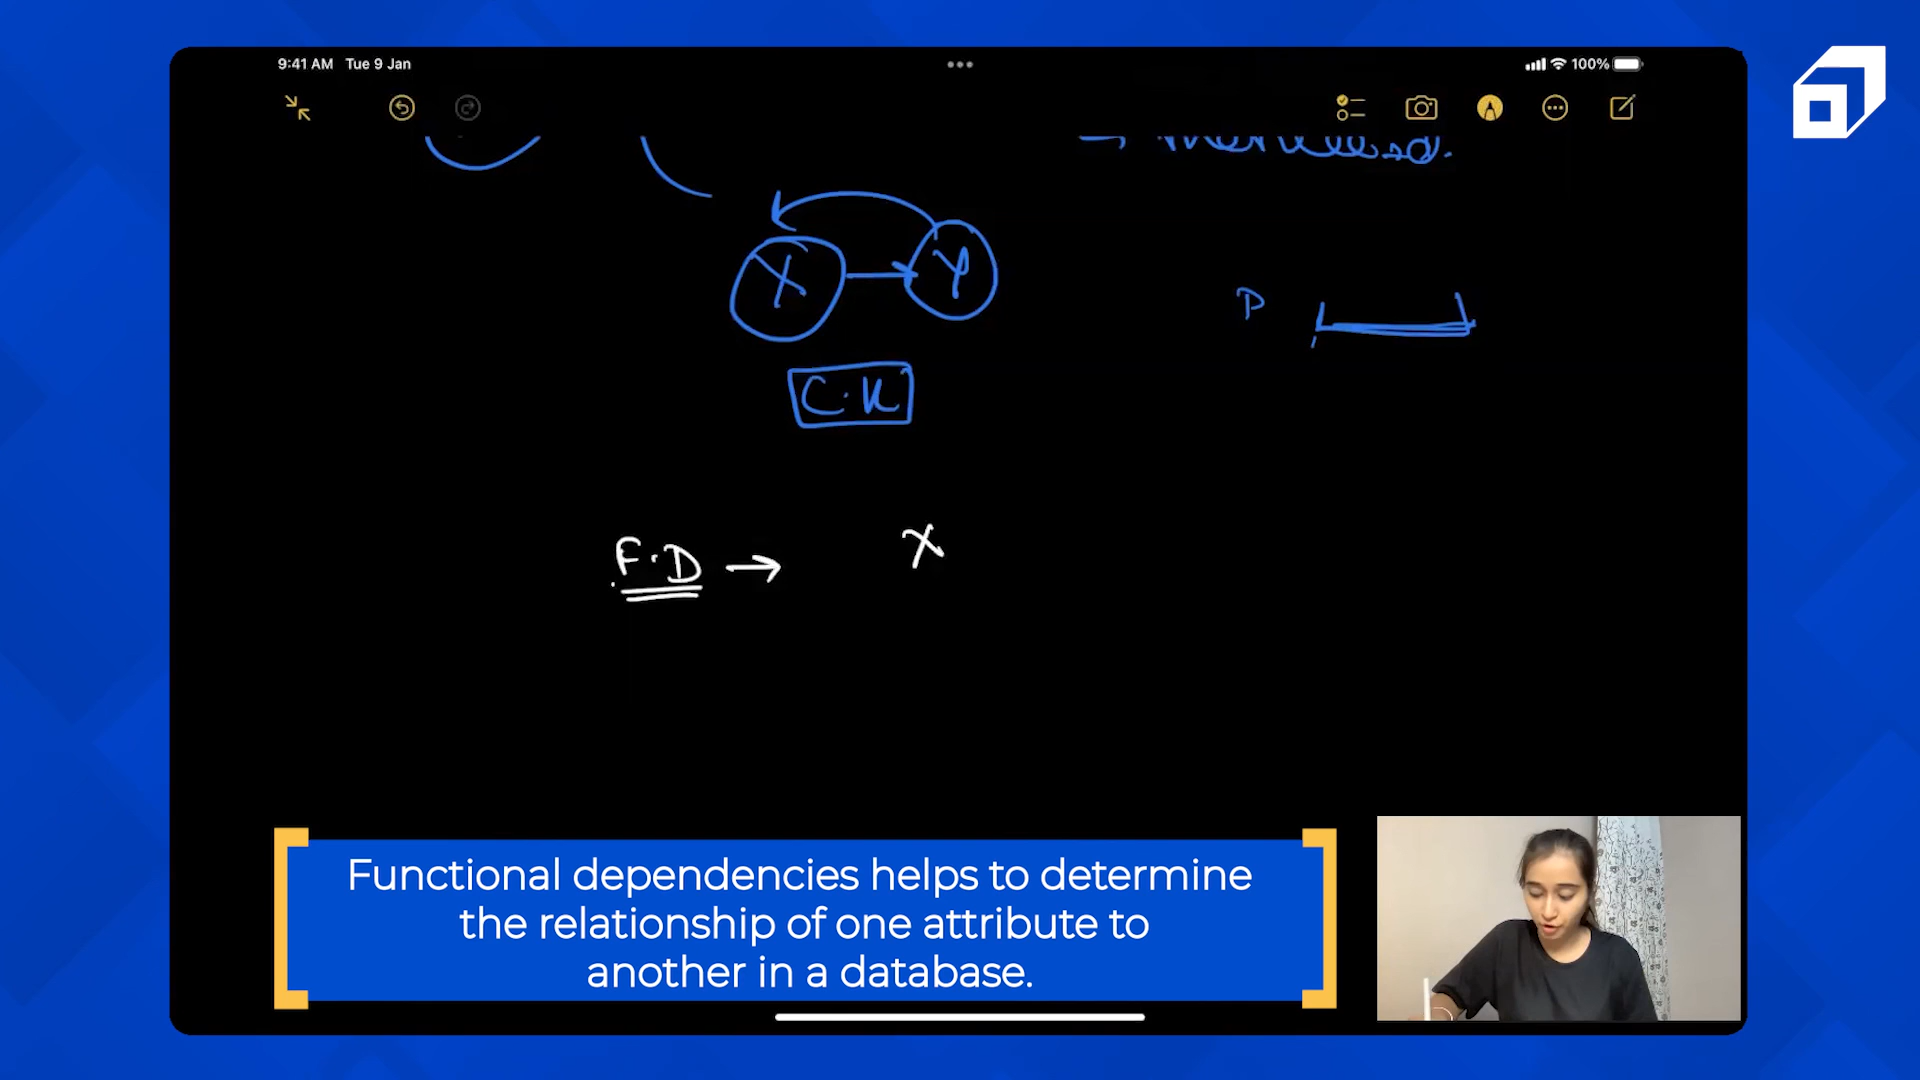 9:41 AM Tue 9 Jan
100%
X Y
P
C.K
F.D → X
Functional dependencies helps to determine
the relationship of one attribute to
another in a database.